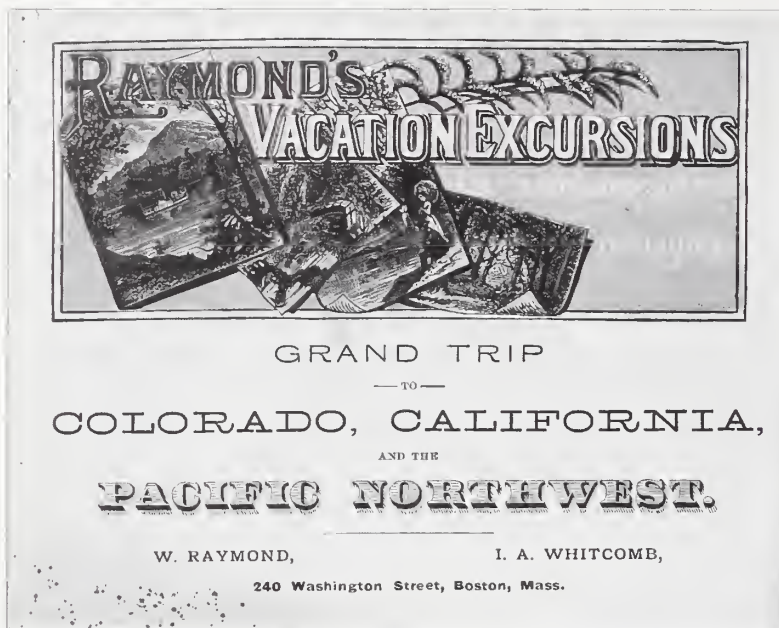 RAYMOND'S
VACATION EXCURSIONS
GRAND TRIP
— TO —
COLORADO, CALIFORNIA,
AND THE
PACIFIC NORTHWEST.
W. RAYMOND, I. A. WHITCOMB,
240 Washington Street, Boston, Mass.